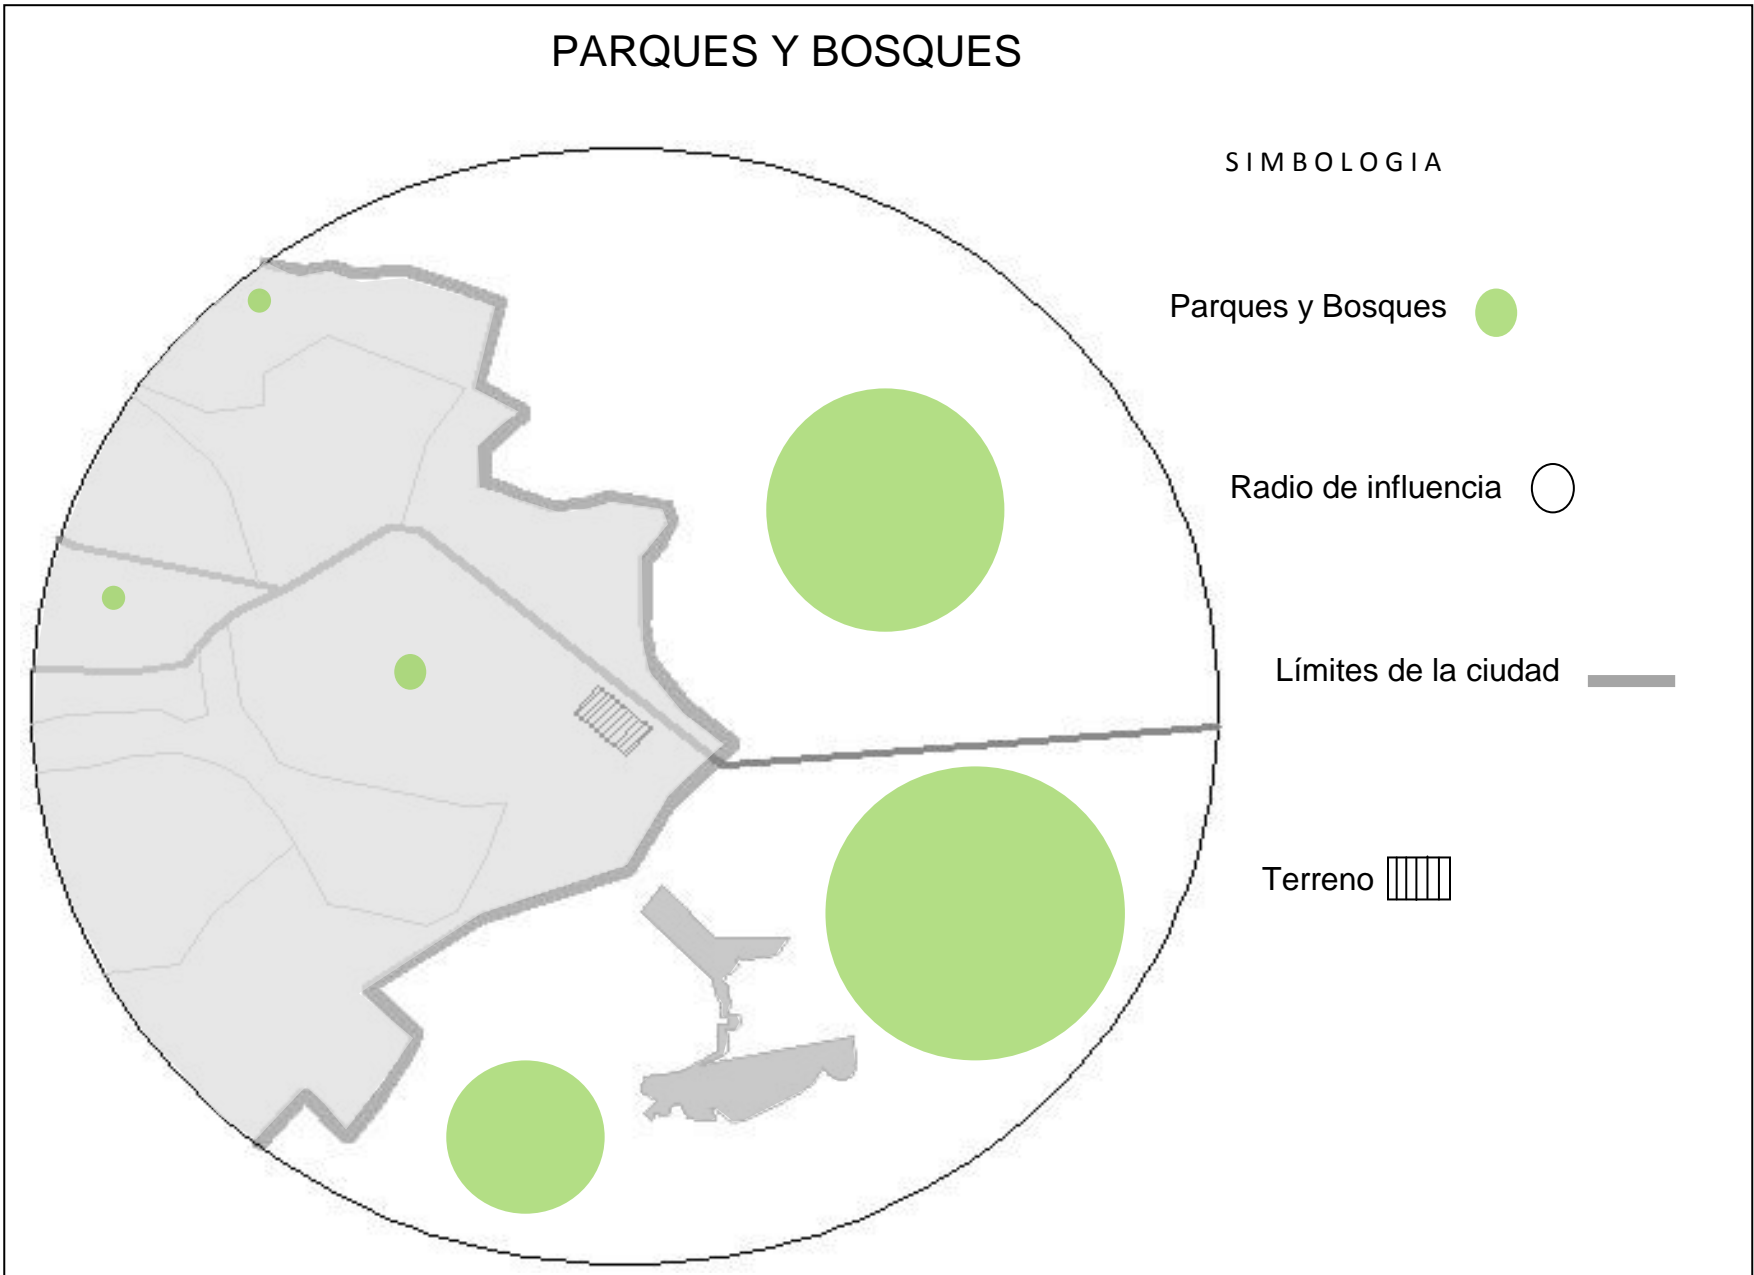 PARQUES Y BOSQUES
SIMBOLOGIA
Parques y Bosques
Radio de influencia
Límites de la ciudad
Terreno